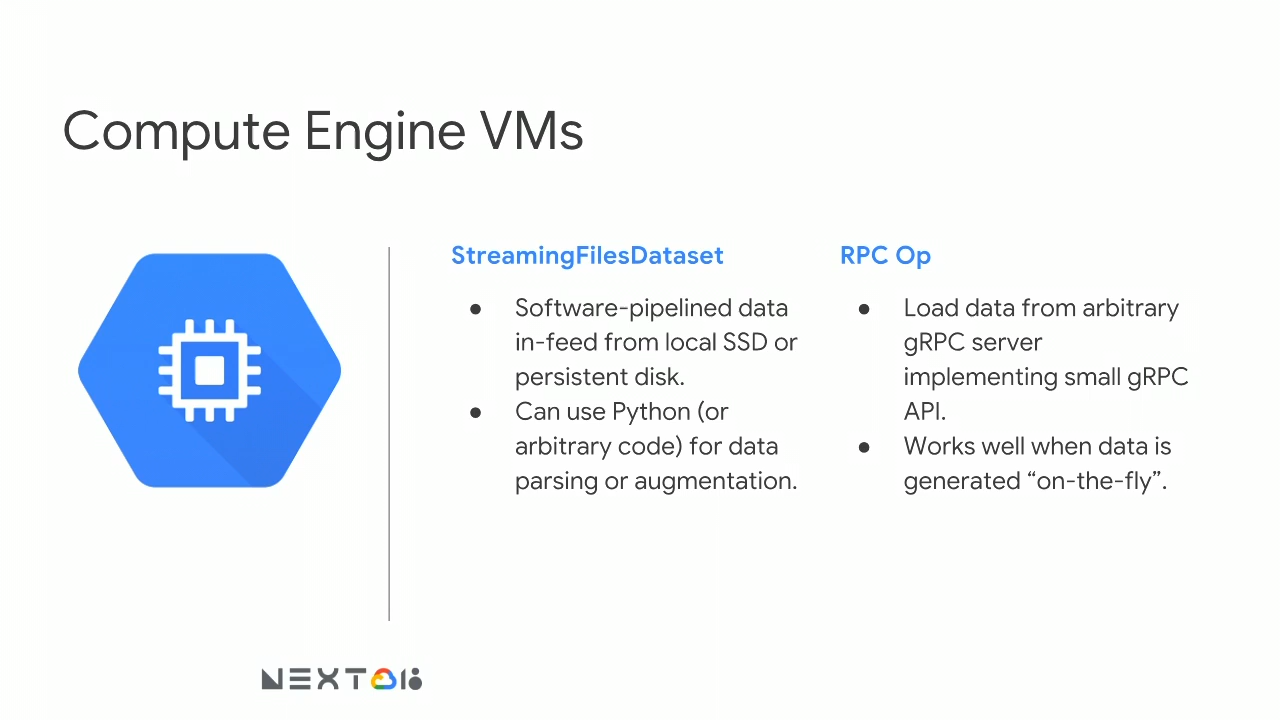 Compute Engine VMs
StreamingFilesDataset
● Software-pipelined data
in-feed from local SSD or
persistent disk.
● Can use Python (or
arbitrary code) for data
parsing or augmentation.
RPC Op
● Load data from arbitrary
gRPC server
implementing small gRPC
API.
● Works well when data is
generated “on-the-fly”.
NEXT 18